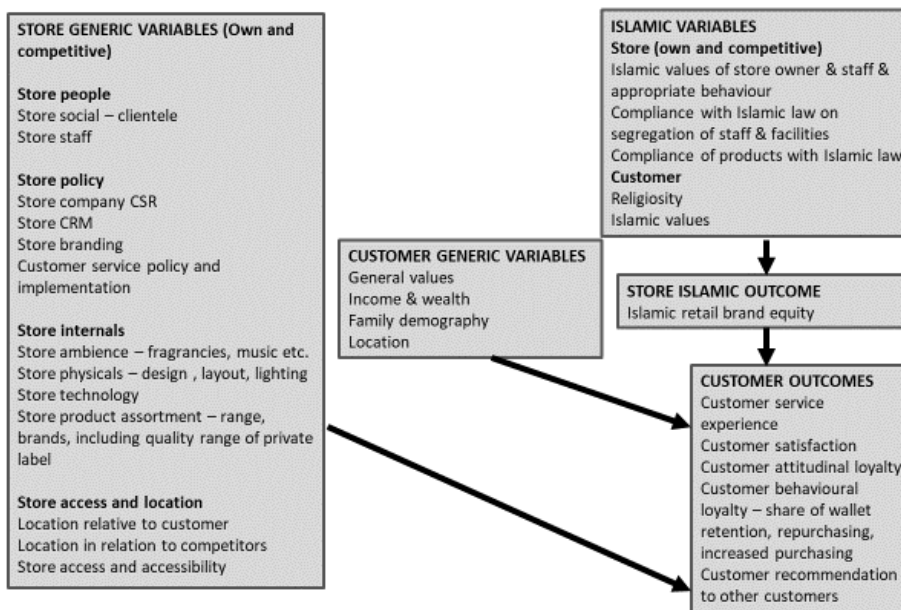 STORE GENERIC VARIABLES (Own and
competitive)
Store people
Store social – clientele
Store staff
Store policy
Store company CSR
Store CRM
Store branding
Customer service policy and
implementation
Store internals
Store ambience – fragrancies, music etc.
Store physicals – design , layout, lighting
Store technology
Store product assortment – range,
brands, including quality range of private
label
Store access and location
Location relative to customer
Location in relation to competitors
Store access and accessibility
CUSTOMER GENERIC VARIABLES
General values
Income & wealth
Family demography
Location
ISLAMIC VARIABLES
Store (own and competitive)
Islamic values of store owner & staff &
appropriate behaviour
Compliance with Islamic law on
segregation of staff & facilities
Compliance of products with Islamic law
Customer
Religiosity
Islamic values
STORE ISLAMIC OUTCOME
Islamic retail brand equity
CUSTOMER OUTCOMES
Customer service
experience
Customer satisfaction
Customer attitudinal loyalty
Customer behavioural
loyalty – share of wallet
retention, repurchasing,
increased purchasing
Customer recommendation
to other customers